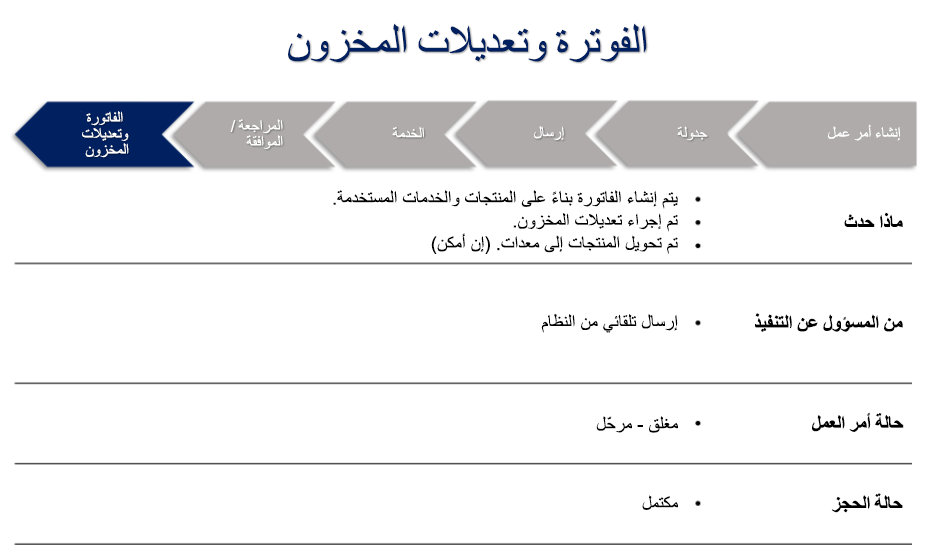 الفوترة وتعديلات المخزون
إنشاء أمر عمل
جدولة
إرسال
الخدمة
المراجعة /
الموافقة
الفاتورة
وتعديلات
المخزون
ماذا حدث
• يتم إنشاء الفاتورة بناءً على المنتجات والخدمات المستخدمة.
• تم إجراء تعديلات المخزون.
• تم تحويل المنتجات إلى معدات. (إن أمكن)
من المسؤول عن التنفيذ
• إرسال تلقائي من النظام
حالة أمر العمل
• مغلق - مرحّل
حالة الحجز
• مكتمل